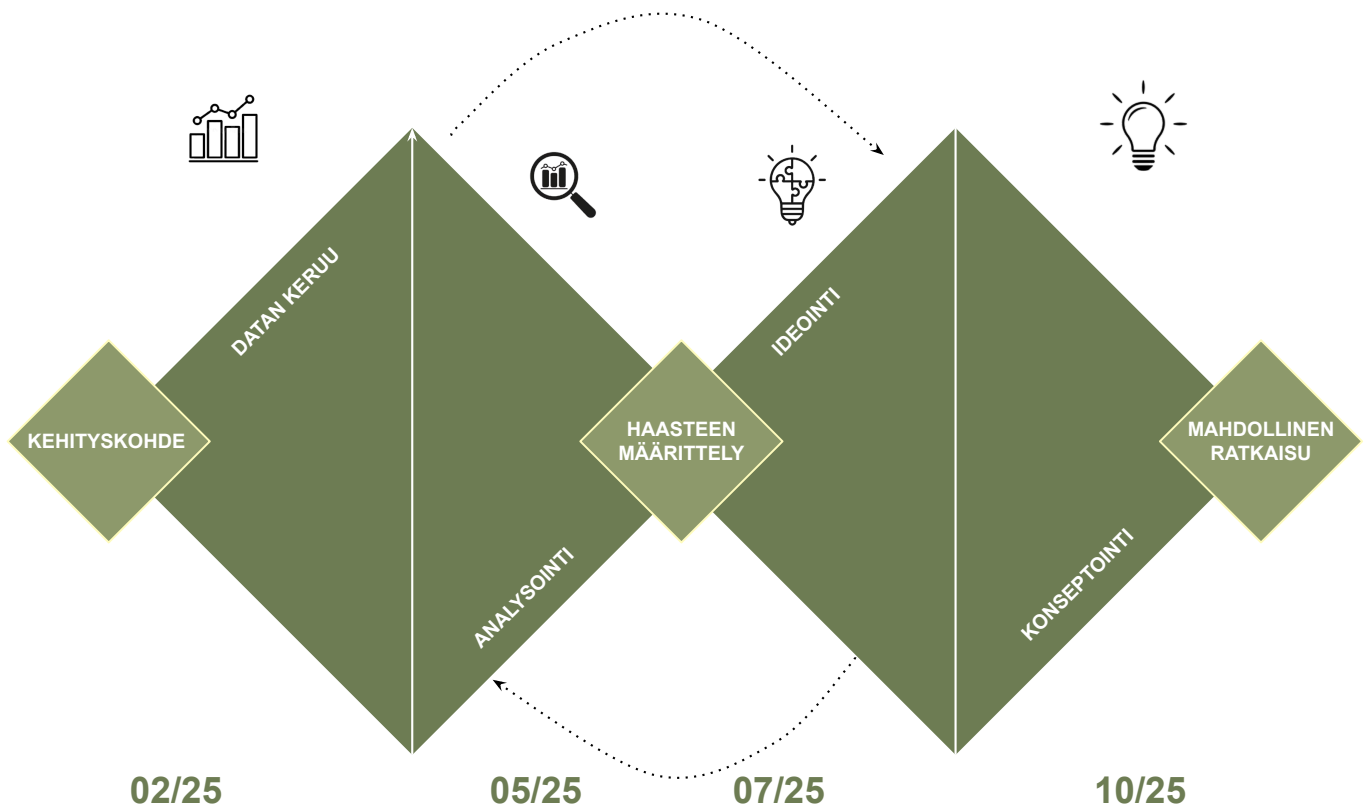 DATAN KERUU
IDEOINTI
KEHITYSKOHDE
HAASTEEN
MÄÄRITTELY
MAHDOLLINEN
RATKAISU
ANALYSOINTI
KONSEPTOINTI
02/25
05/25
07/25
10/25